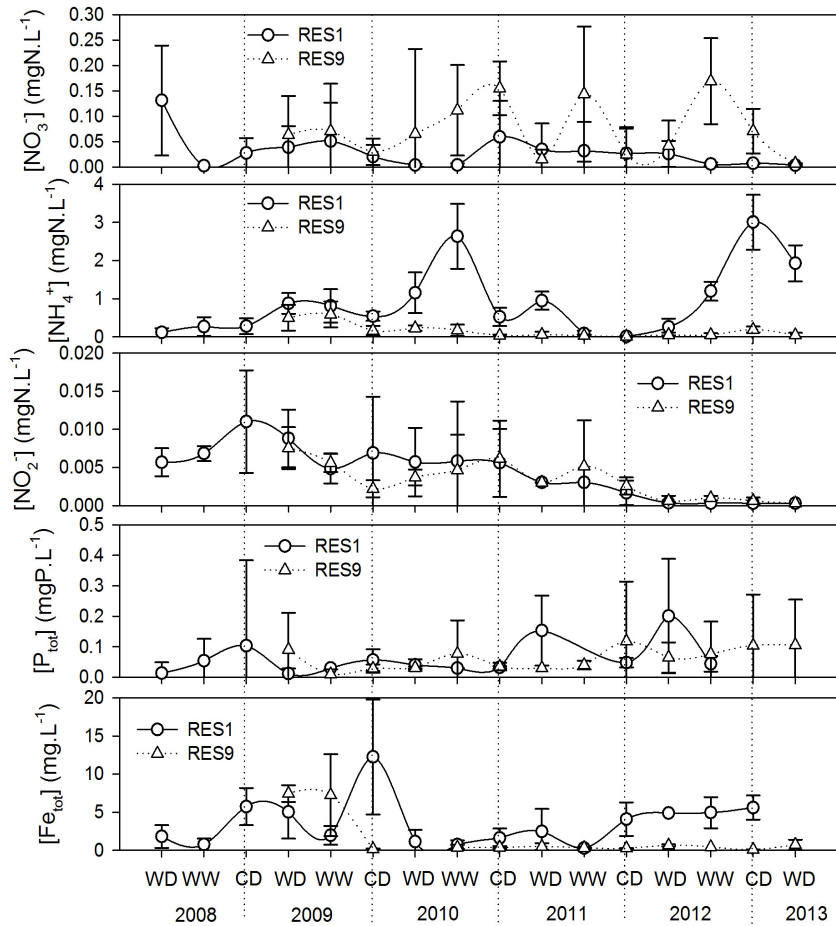 [NO₃⁻] (mgN.L⁻¹)
0.30
0.25
0.20
0.15
0.10
0.05
0.00
RES1
RES9
[NH₄⁺] (mgN.L⁻¹)
4
3
2
1
0
RES1
RES9
[NO₂⁻] (mgN.L⁻¹)
0.020
0.015
0.010
0.005
0.000
RES1
RES9
[P_tot] (mgP.L⁻¹)
0.5
0.4
0.3
0.2
0.1
0.0
RES1
RES9
[Fe_tot] (mg.L⁻¹)
20
15
10
5
0
RES1
RES9
WD WW CD WD WW CD WD WW CD WD WW CD WD WW CD WD
2008 2009 2010 2011 2012 2013